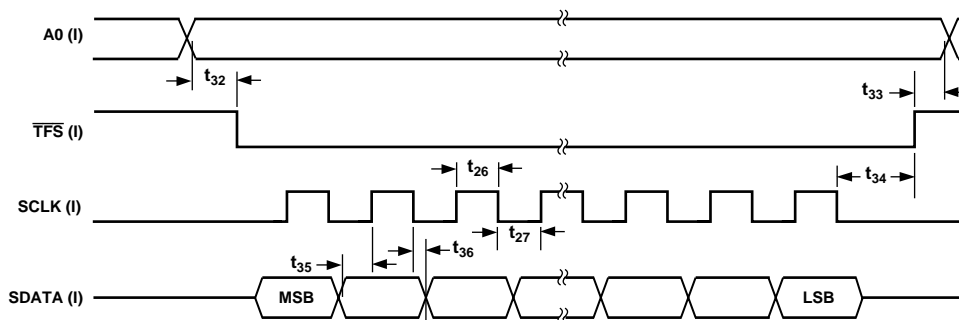 A0 (I)
t32
t33
TFS (I)
t26
t34
SCLK (I)
t27
t36
t35
SDATA (I)
MSB
LSB